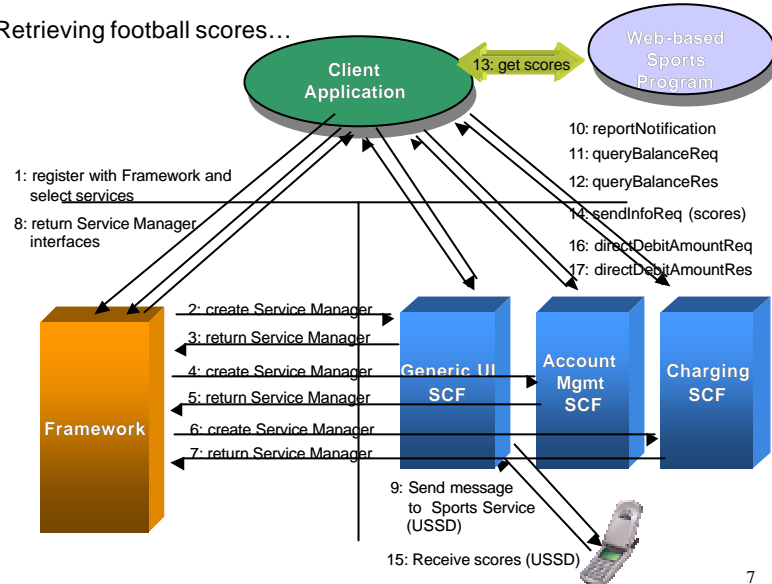 Retrieving football scores…
Web-based
Sports
Program
13: get scores
Client
Application
10: reportNotification
11: queryBalanceReq
12: queryBalanceRes
14: sendInfoReq (scores)
16: directDebitAmountReq
17: directDebitAmountRes
1: register with Framework and
select services
8: return Service Manager
interfaces
2: create Service Manager
3: return Service Manager
4: create Service Manager
5: return Service Manager
6: create Service Manager
7: return Service Manager
Framework
Generic UI
SCF
Account
Mgmt
SCF
Charging
SCF
9: Send message
to Sports Service
(USSD)
15: Receive scores (USSD)
7